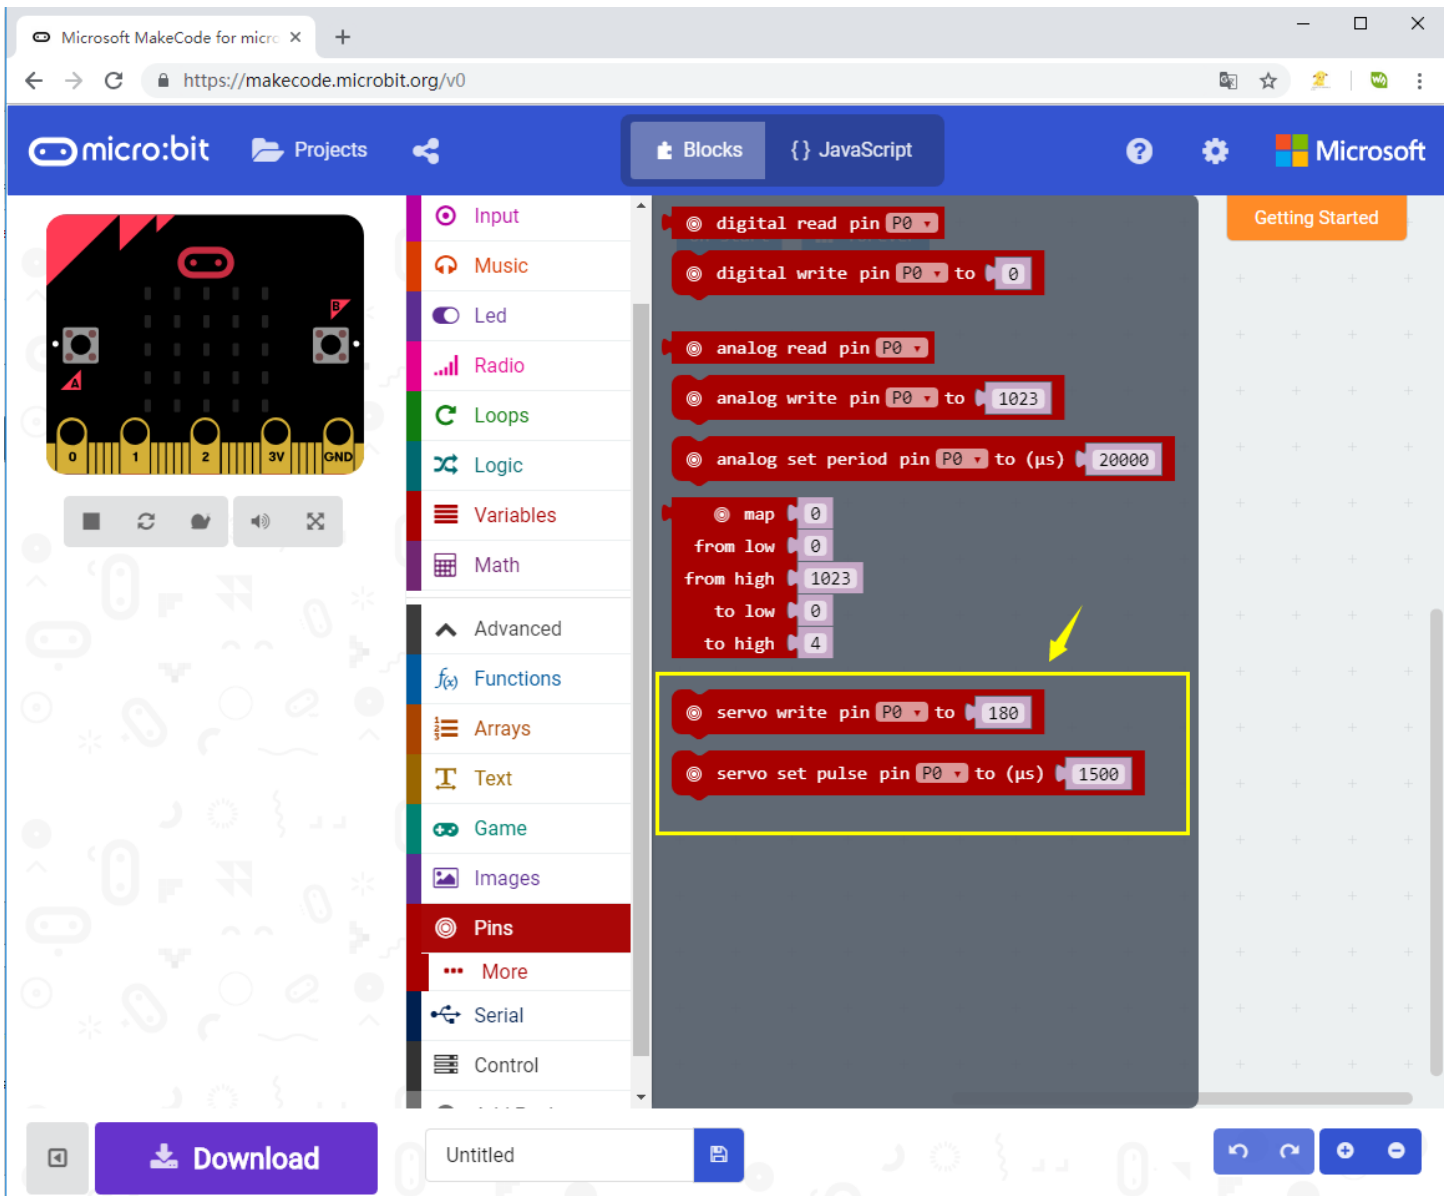 Microsoft MakeCode for micro
https://makecode.microbit.org/v0
micro:bit
Projects
Blocks
{} JavaScript
Microsoft
Getting Started
A
B
0
1
2
3V
GND
Input
Music
Led
Radio
Loops
Logic
Variables
Math
Advanced
f(x) Functions
Arrays
Text
Game
Images
Pins
More
Serial
Control
digital read pin P0
digital write pin P0 to 0
analog read pin P0
analog write pin P0 to 1023
analog set period pin P0 to (µs) 20000
map 0
from low 0
from high 1023
to low 0
to high 4
servo write pin P0 to 180
servo set pulse pin P0 to (µs) 1500
Download
Untitled